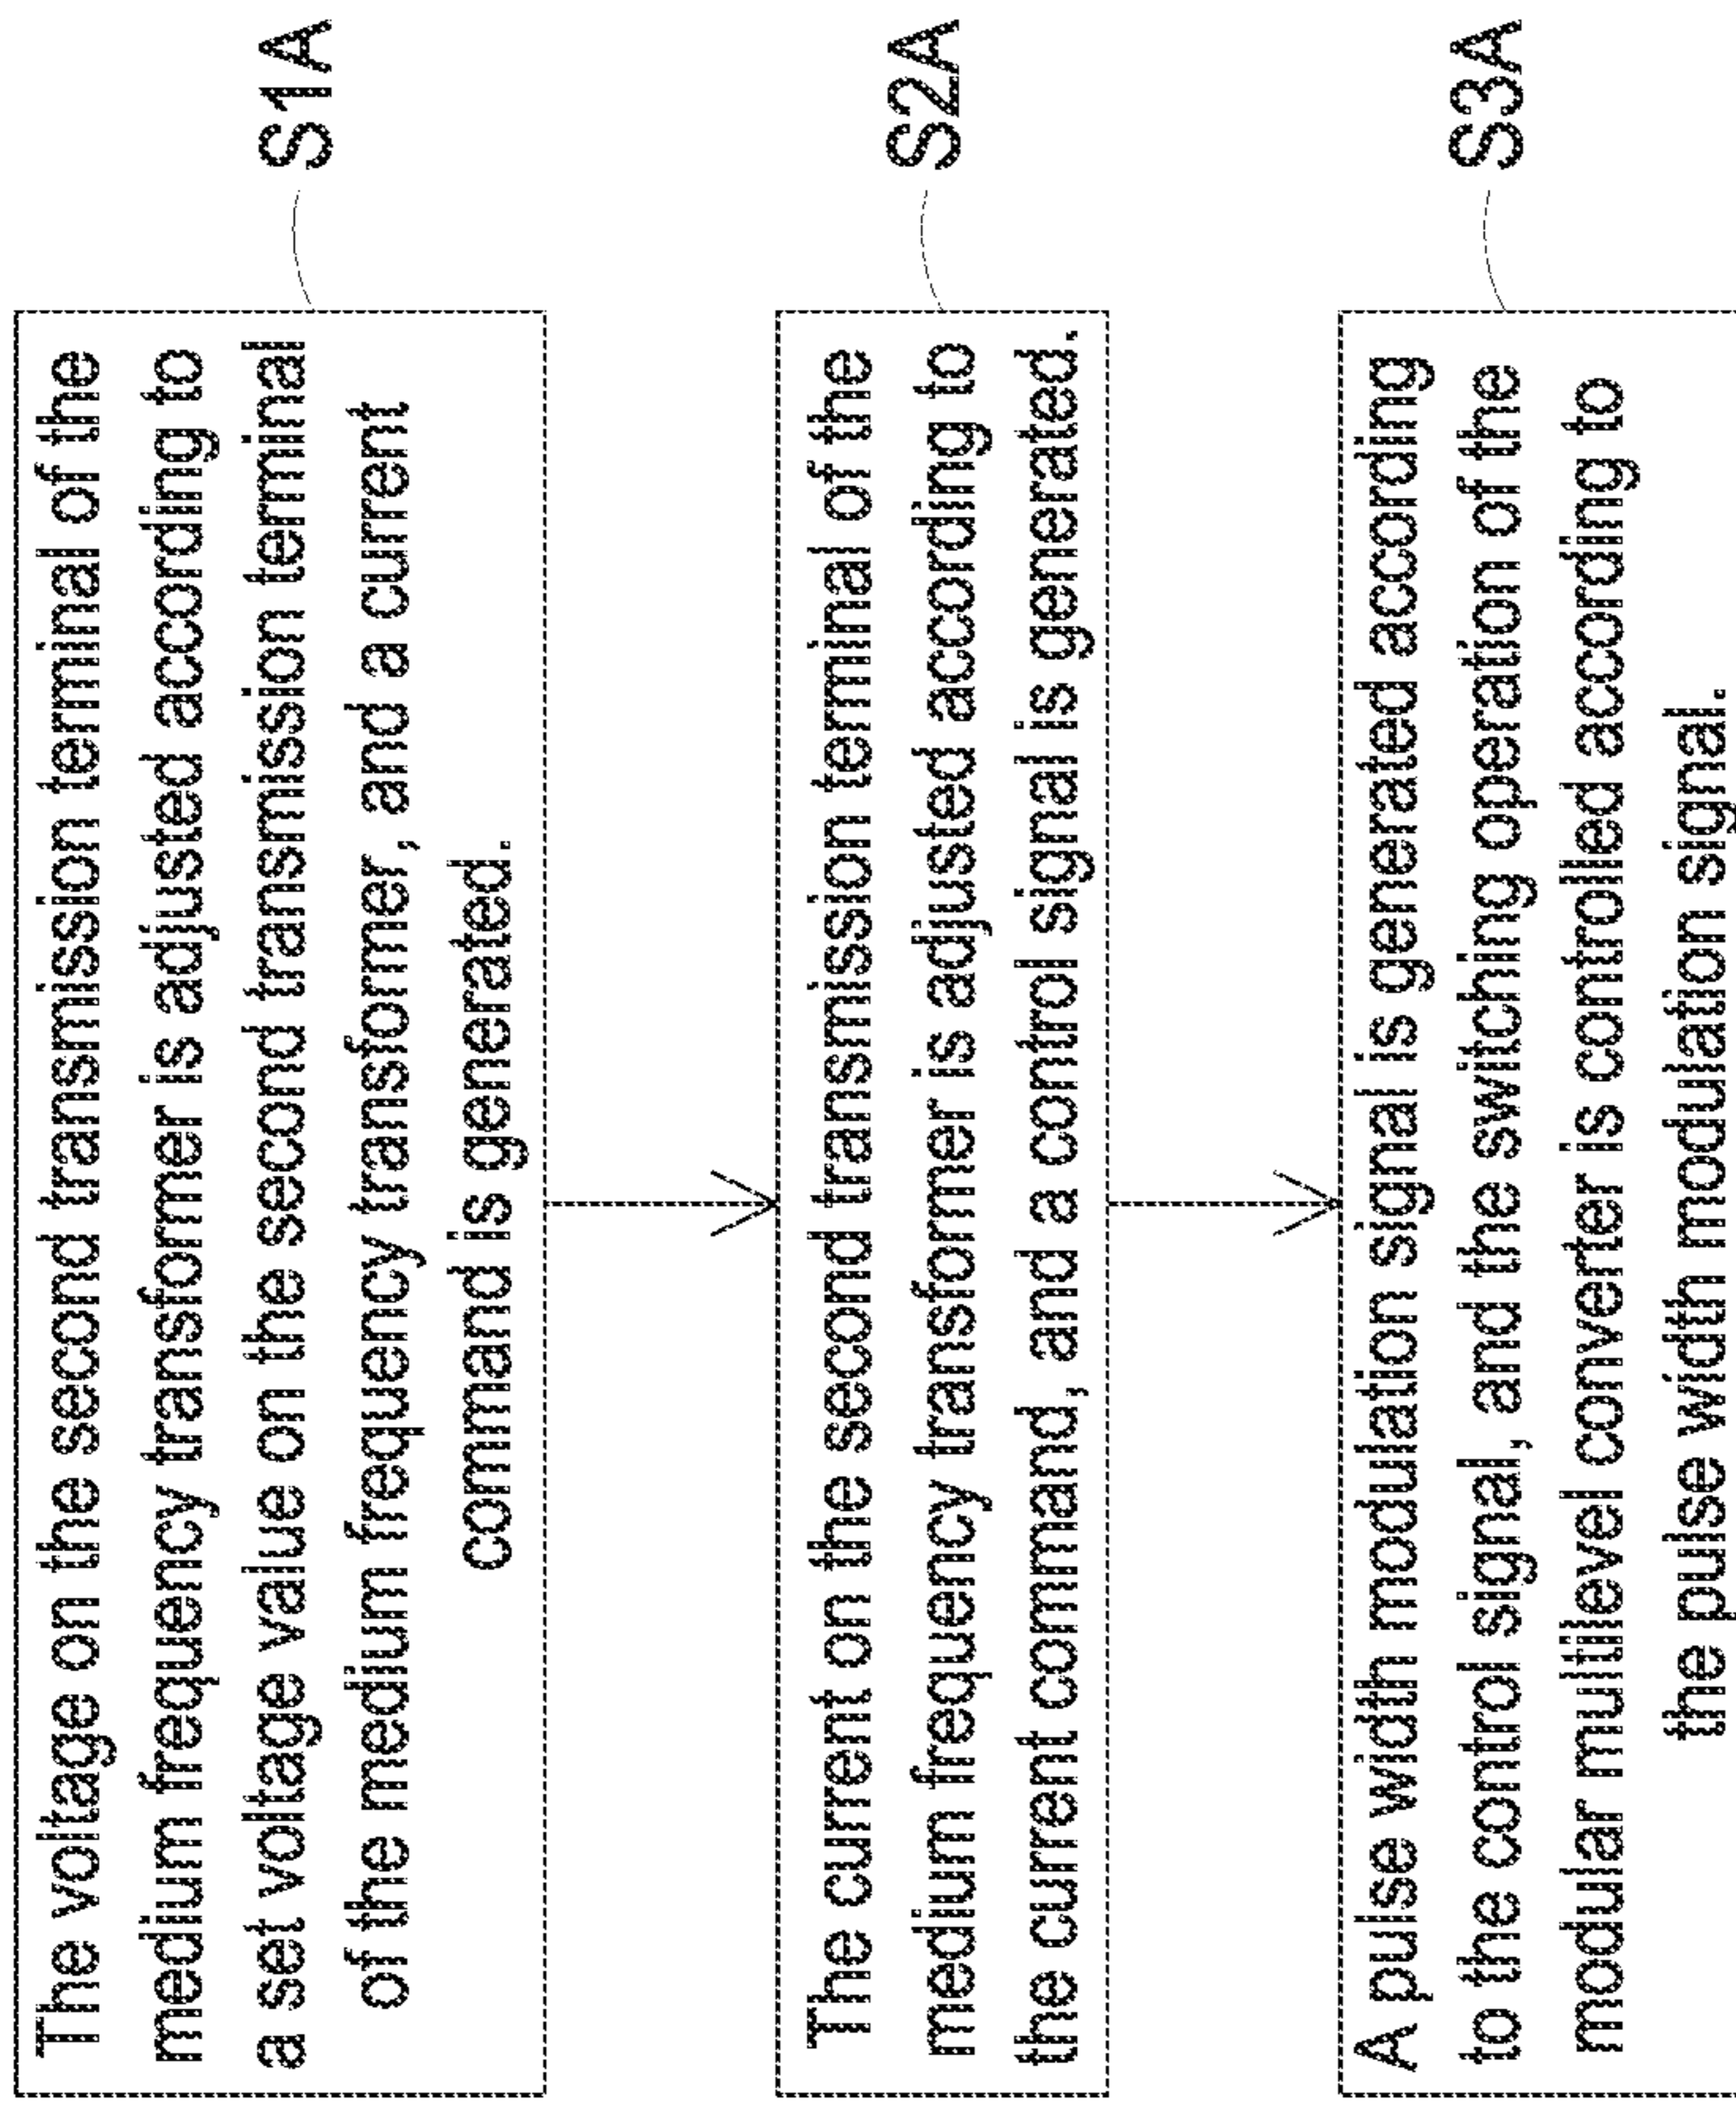 The voltage on the second transmission terminal of the
medium frequency transformer is adjusted according to
a set voltage value on the second transmission terminal
of the medium frequency transformer, and a current
command is generated.
S1A
The current on the second transmission terminal of the
medium frequency transformer is adjusted according to
the current command, and a control signal is generated.
S2A
A pulse width modulation signal is generated according
to the control signal, and the switching operation of the
modular multilevel converter is controlled according to
the pulse width modulation signal.
S3A